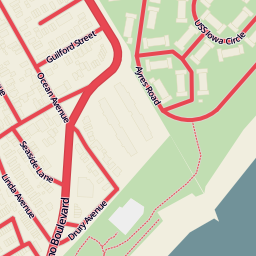 Guilford Street
USS Iowa Circle
Ocean Avenue
Ayres Road
Seaside Lane
Linda Avenue
Drury Avenue
Boulevard